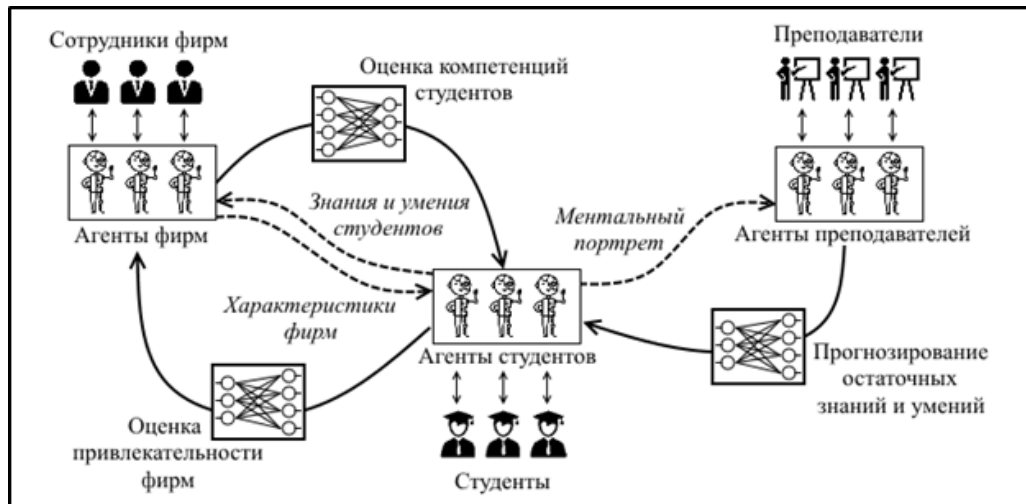 Сотрудники фирм
Оценка компетенций
студентов
Преподаватели
Знания и умения
студентов
Ментальный
портрет
Агенты фирм
Агенты преподавателей
Характеристики
фирм
Агенты студентов
Прогнозирование
остаточных
знаний и умений
Оценка
привлекательности
фирм
Студенты